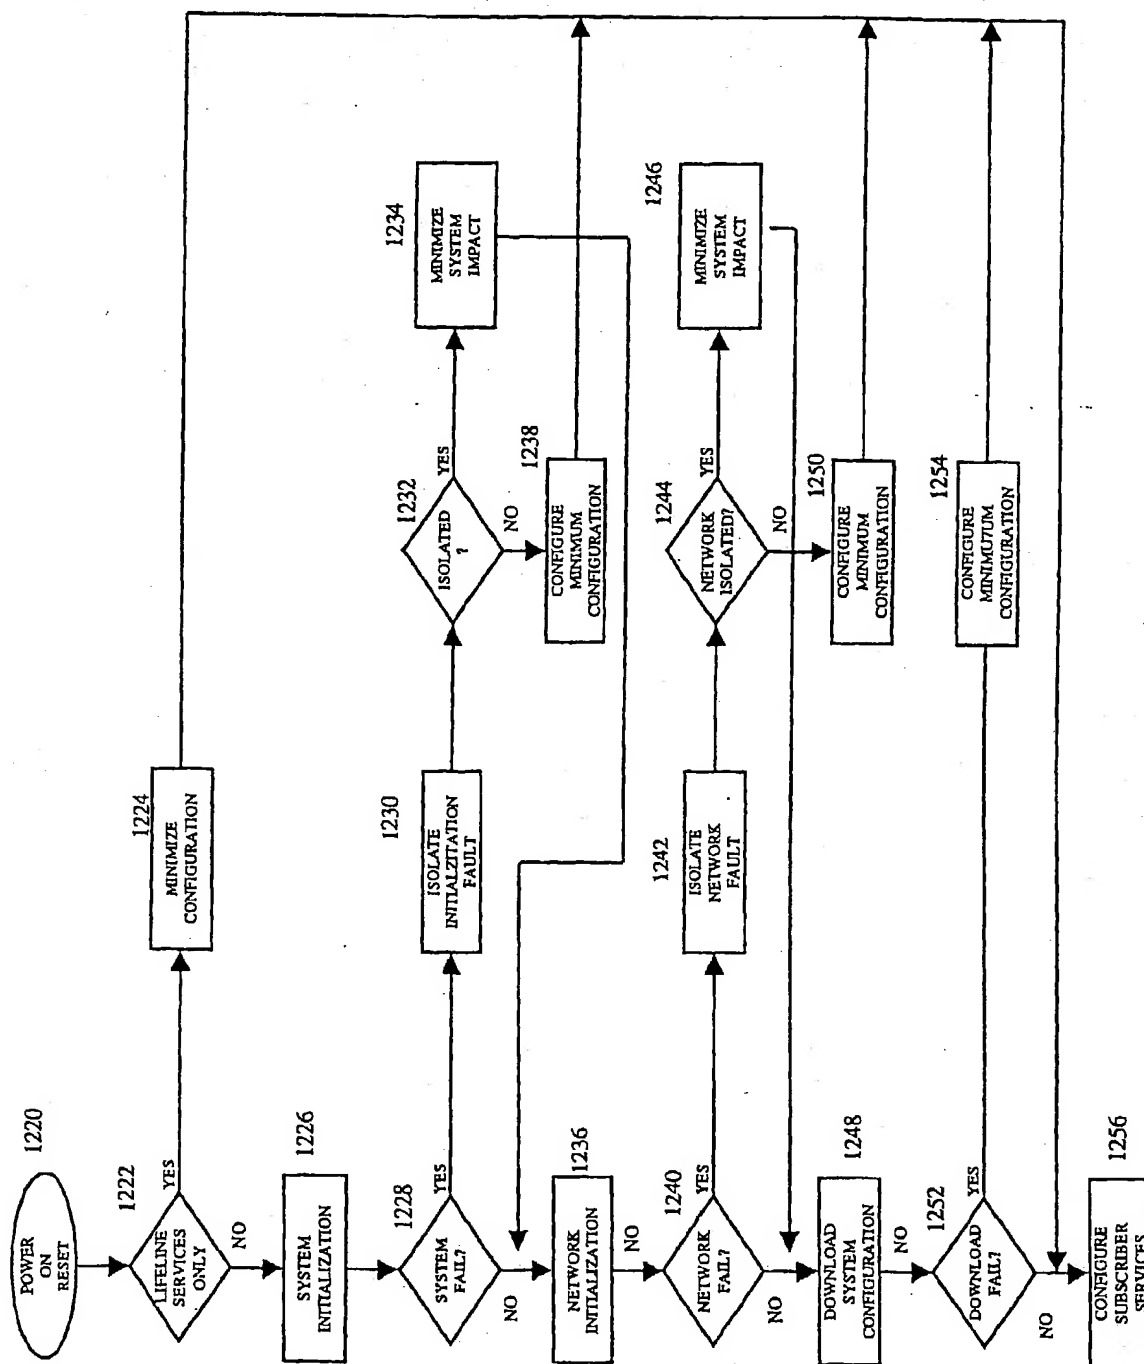 POWER
ON
RESET
1220
LIFELINE
SERVICES
ONLY
1222
YES
NO
MINIMIZE
CONFIGURATION
1224
SYSTEM
INITIALIZATION
1226
SYSTEM
FAIL?
1228
YES
NO
ISOLATE
INITIALZITATION
FAULT
1230
ISOLATED
?
1232
YES
NO
MINIMIZE
SYSTEM
IMPACT
1234
CONFIGURE
MINIMUM
CONFIGURATION
1238
NETWORK
INITIALIZATION
1236
NO
NETWORK
FAIL?
1240
YES
NO
ISOLATE
NETWORK
FAULT
1242
NETWORK
ISOLATED?
1244
YES
NO
MINIMIZE
SYSTEM
IMPACT
1246
CONFIGURE
MINIMUM
CONFIGURATION
1250
DOWNLOAD
SYSTEM
CONFIGURATION
1248
NO
DOWNLOAD
FAIL?
1252
YES
NO
CONFIGURE
MINIMUTUM
CONFIGURATION
1254
CONFIGURE
SUBSCRIBER
SERVICES
1256